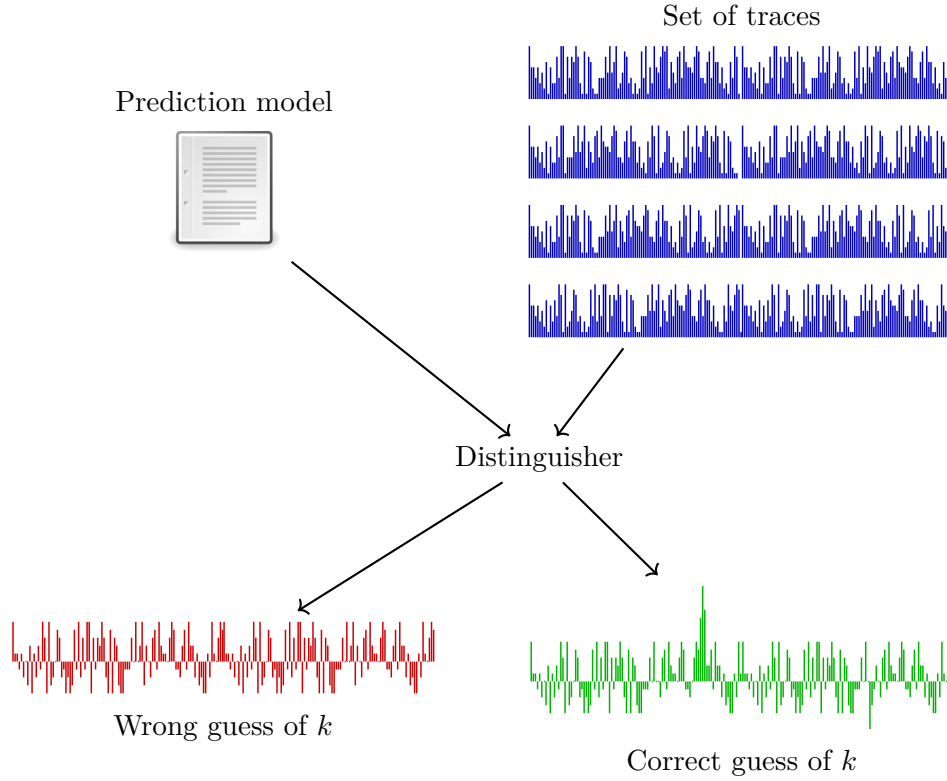 Set of traces
Prediction model
Distinguisher
Wrong guess of k
Correct guess of k